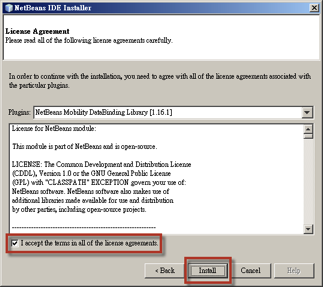 NetBeans IDE Installer
License Agreement
Please read all of the following license agreements carefully.
In order to continue with the installation, you need to agree with all of the license agreements associated with
the particular plugins.
Plugins: NetBeans Mobility DataBinding Library [1.16.1]
License for NetBeans module:
This module is part of NetBeans and is open-source.
LICENSE: The Common Development and Distribution License
(CDDL), Version 1.0 or the GNU General Public License
(GPL) with "CLASSPATH" EXCEPTION govern your use of:
NetBeans software. NetBeans software also makes use of
additional libraries made available for use and distribution
by other parties, including open-source projects.
--------------------------------------------------
I accept the terms in all of the license agreements.
< Back Install Cancel Help